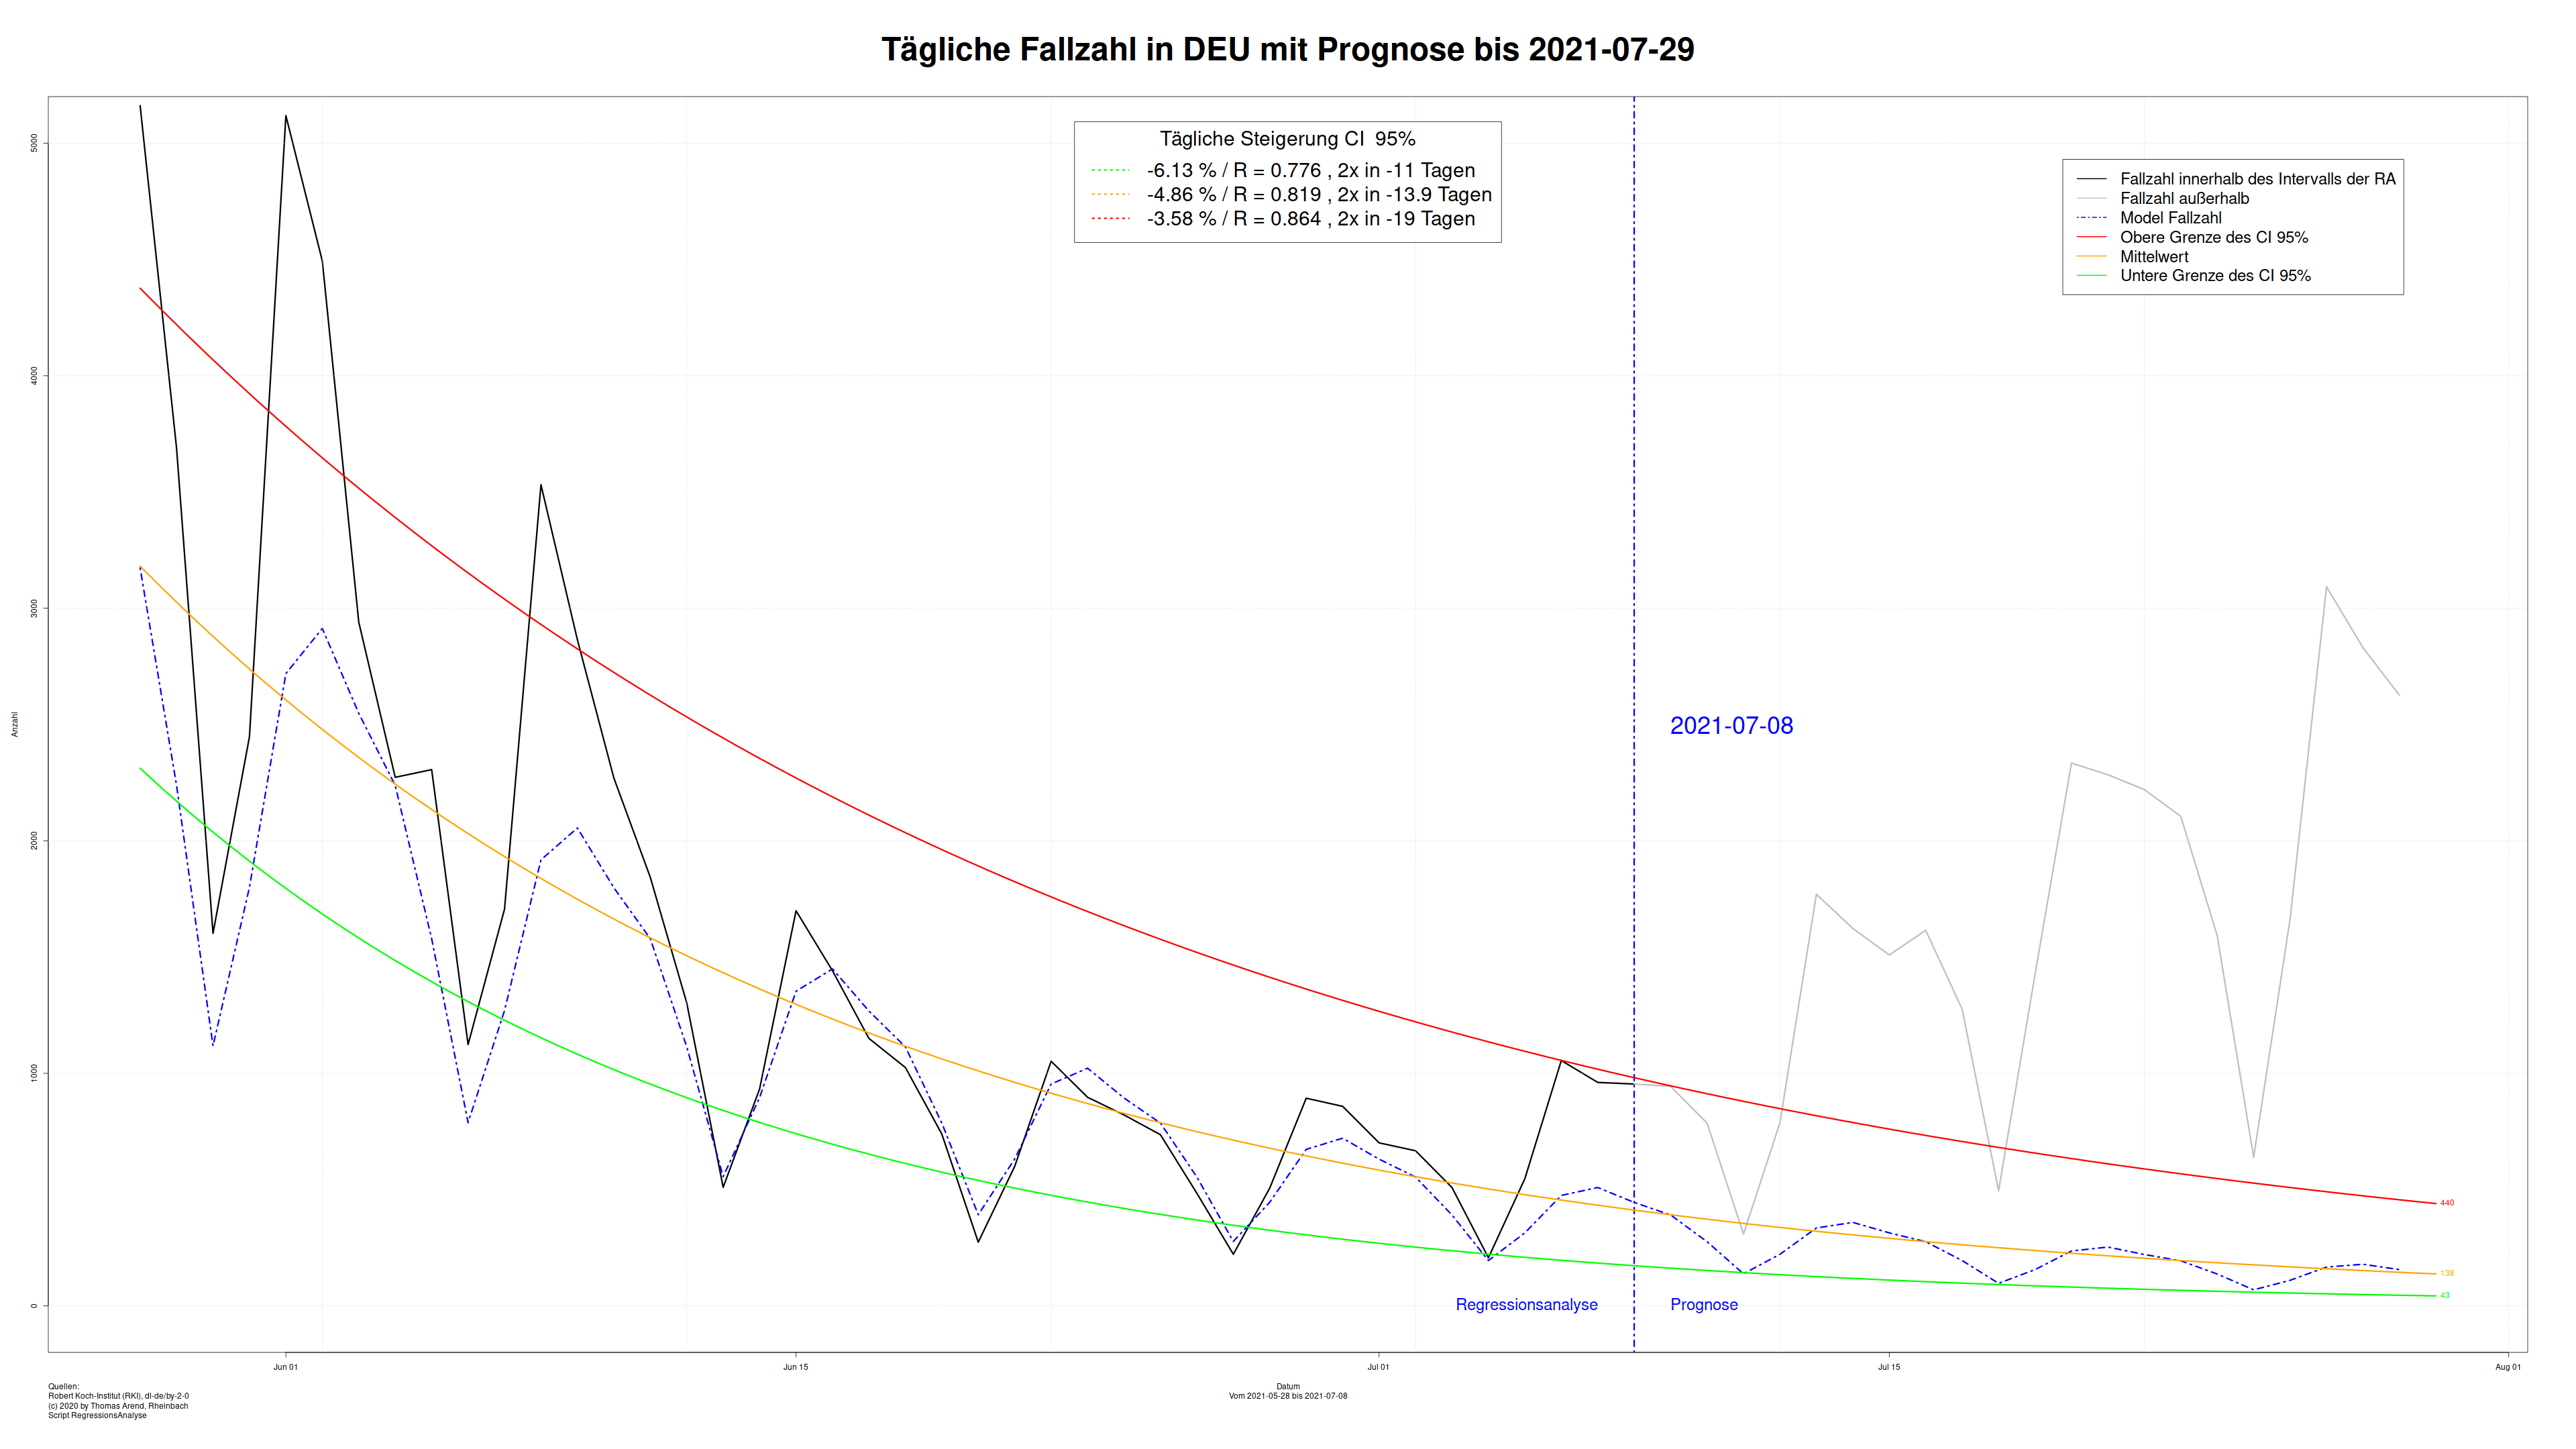 Tägliche Fallzahl in DEU mit Prognose bis 2021-07-29
Tägliche Steigerung CI 95%
-6.13 % / R = 0.776 , 2x in -11 Tagen
-4.86 % / R = 0.819 , 2x in -13.9 Tagen
-3.58 % / R = 0.864 , 2x in -19 Tagen
Fallzahl innerhalb des Intervalls der RA
Fallzahl außerhalb
Model Fallzahl
Obere Grenze des CI 95%
Mittelwert
Untere Grenze des CI 95%
5000
4000
3000
2000
1000
0
Anzahl
2021-07-08
440
138
43
Regressionsanalyse
Prognose
Jun 01
Jun 15
Jul 01
Jul 15
Aug 01
Datum
Vom 2021-05-28 bis 2021-07-08
Quellen:
Robert Koch-Institut (RKI), dl-de/by-2-0
(c) 2020 by Thomas Arend, Rheinbach
Script RegressionsAnalyse